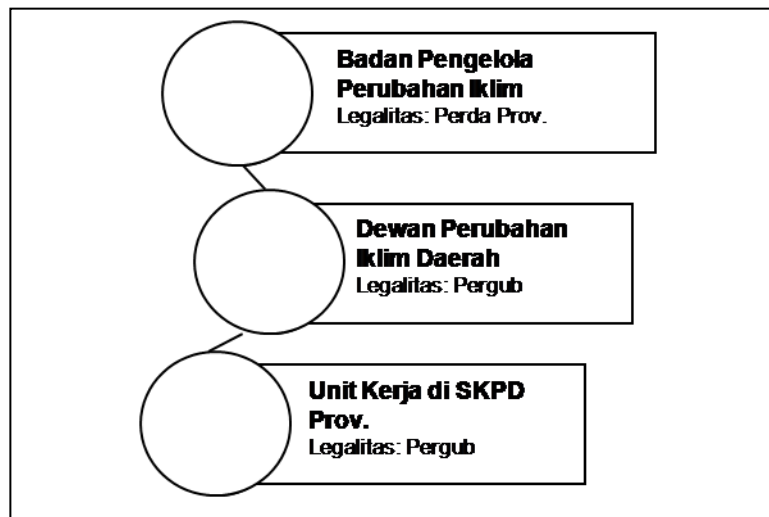 Badan Pengelola
Perubahan Iklim
Legalitas: Perda Prov.
Dewan Perubahan
Iklim Daerah
Legalitas: Pergub
Unit Kerja di SKPD
Prov.
Legalitas: Pergub